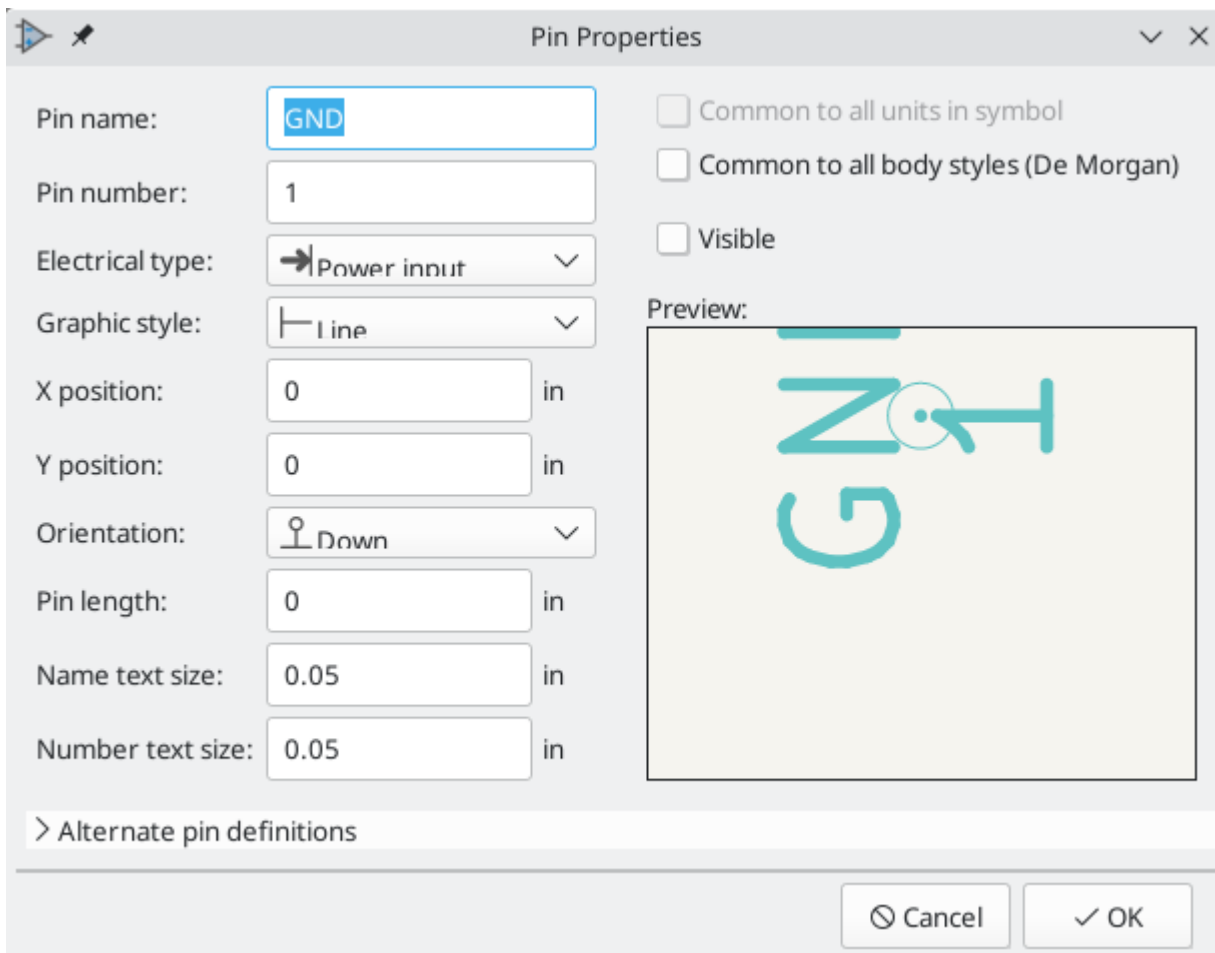 Pin Properties
Pin name: GND
Common to all units in symbol
Common to all body styles (De Morgan)
Pin number: 1
Visible
Electrical type: Power input
Graphic style: Line
Preview:
X position: 0 in
Y position: 0 in
Orientation: Down
Pin length: 0 in
Name text size: 0.05 in
Number text size: 0.05 in
GN
1
Alternate pin definitions
Cancel
OK